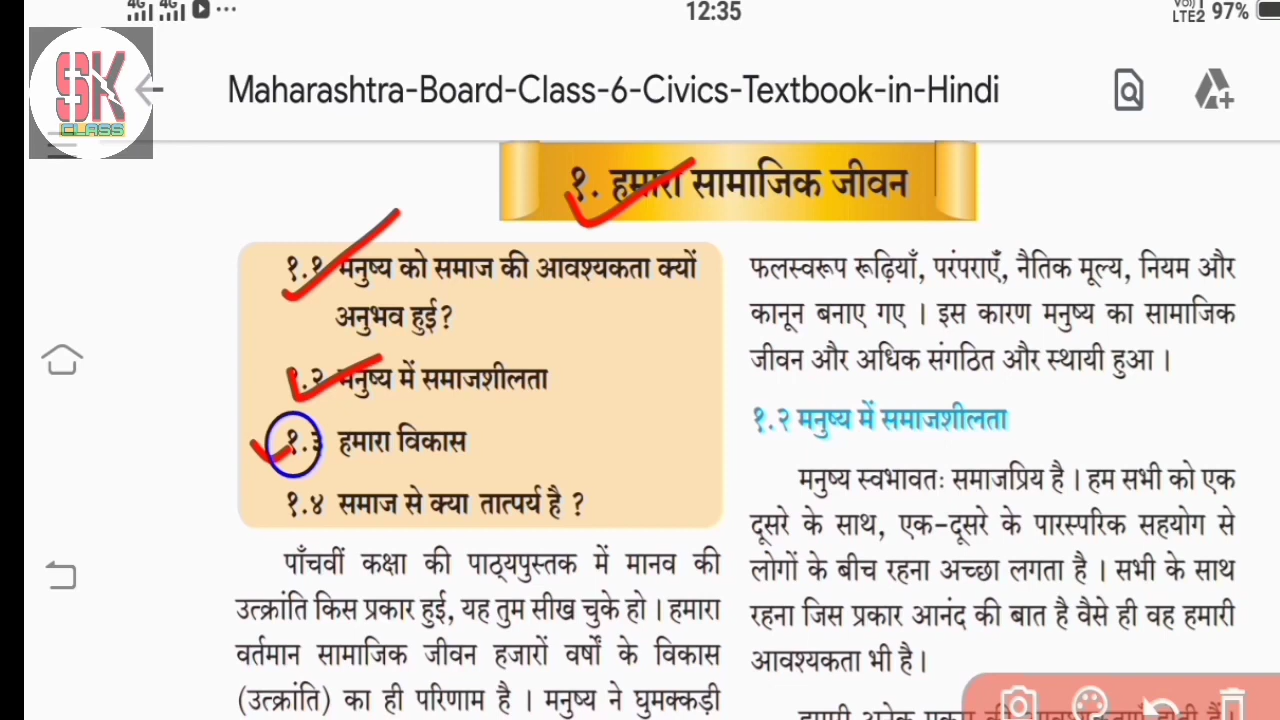 4G 4G
12:35
VoI) 1
LTE2 97%
SK
CLASS
Maharashtra-Board-Class-6-Civics-Textbook-in-Hindi
१. हमारा सामाजिक जीवन
१.१ मनुष्य को समाज की आवश्यकता क्यों
अनुभव हुई?
१.२ मनुष्य में समाजशीलता
१.३ हमारा विकास
१.४ समाज से क्या तात्पर्य है ?
पाँचवीं कक्षा की पाठ्यपुस्तक में मानव की
उत्क्रांति किस प्रकार हुई, यह तुम सीख चुके हो । हमारा
वर्तमान सामाजिक जीवन हजारों वर्षों के विकास
(उत्क्रांति) का ही परिणाम है । मनुष्य ने घुमक्कड़ी
फलस्वरूप रूढ़ियाँ, परंपराएँ, नैतिक मूल्य, नियम और
कानून बनाए गए । इस कारण मनुष्य का सामाजिक
जीवन और अधिक संगठित और स्थायी हुआ ।
१.२ मनुष्य में समाजशीलता
मनुष्य स्वभावतः समाजप्रिय है । हम सभी को एक
दूसरे के साथ, एक-दूसरे के पारस्परिक सहयोग से
लोगों के बीच रहना अच्छा लगता है । सभी के साथ
रहना जिस प्रकार आनंद की बात है वैसे ही वह हमारी
आवश्यकता भी है।